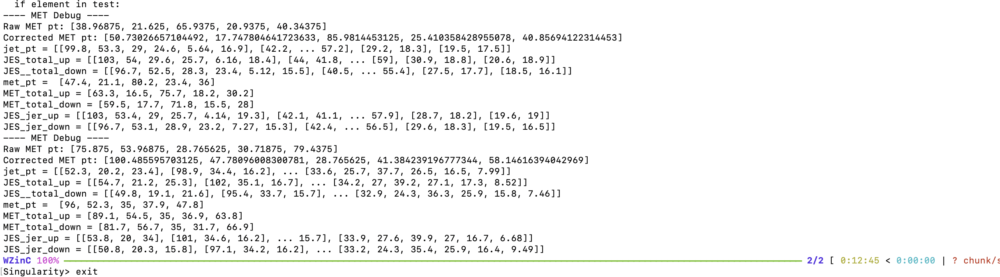 if element in test:
---- MET Debug ----
Raw MET pt: [38.96875, 21.625, 65.9375, 20.9375, 40.34375]
Corrected MET pt: [50.73026657104492, 17.747804641723633, 85.9814453125, 25.410358428955078, 40.85694122314453]
jet_pt = [[99.8, 53.3, 29, 24.6, 5.64, 16.9], [42.2, ... 57.2], [29.2, 18.3], [19.5, 17.5]]
JES_total_up = [[103, 54, 29.6, 25.7, 6.16, 18.4], [44, 41.8, ... [59], [30.9, 18.8], [20.6, 18.9]]
JES__total_down = [[96.7, 52.5, 28.3, 23.4, 5.12, 15.5], [40.5, ... 55.4], [27.5, 17.7], [18.5, 16.1]]
met_pt =  [47.4, 21.1, 80.2, 23.4, 36]
MET_total_up = [63.3, 16.5, 75.7, 18.2, 30.2]
MET_total_down = [59.5, 17.7, 71.8, 15.5, 28]
JES_jer_up = [[103, 53.4, 29, 25.7, 4.14, 19.3], [42.1, 41.1, ... 57.9], [28.7, 18.2], [19.6, 19]]
JES_jer_down = [[96.7, 53.1, 28.9, 23.2, 7.27, 15.3], [42.4, ... 56.5], [29.6, 18.3], [19.5, 16.5]]
---- MET Debug ----
Raw MET pt: [75.875, 53.96875, 28.765625, 30.71875, 79.4375]
Corrected MET pt: [100.485595703125, 47.78096008300781, 28.765625, 41.384239196777344, 58.14616394042969]
jet_pt = [[52.3, 20.2, 23.4], [98.9, 34.4, 16.2], ... [33.6, 25.7, 37.7, 26.5, 16.5, 7.99]]
JES_total_up = [[54.7, 21.2, 25.3], [102, 35.1, 16.7], ... [34.2, 27, 39.2, 27.1, 17.3, 8.52]]
JES__total_down = [[49.8, 19.1, 21.6], [95.4, 33.7, 15.7], ... [32.9, 24.3, 36.3, 25.9, 15.8, 7.46]]
met_pt =  [96, 52.3, 35, 37.9, 47.8]
MET_total_up = [89.1, 54.5, 35, 36.9, 63.8]
MET_total_down = [81.7, 56.7, 35, 31.7, 66.9]
JES_jer_up = [[53.8, 20, 34], [101, 34.6, 16.2], ... 15.7], [33.9, 27.6, 39.9, 27, 16.7, 6.68]]
JES_jer_down = [[50.8, 20.3, 15.8], [97.1, 34.2, 16.2], ... [33.2, 24.3, 35.4, 25.9, 16.4, 9.49]]
WZinC 100% 2/2 [ 0:12:45 < 0:00:00 | ? chunk/s
[Singularity> exit